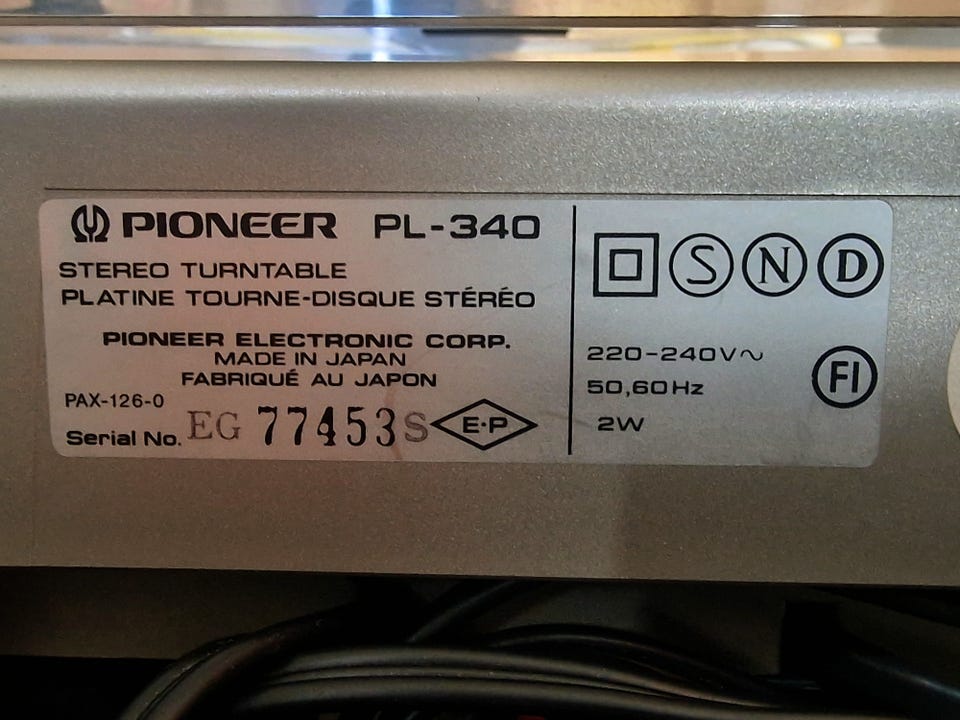 PIONEER PL-340
STEREO TURNTABLE
PLATINE TOURNE-DISQUE STÉRÉO
PIONEER ELECTRONIC CORP.
MADE IN JAPAN
FABRIQUÉ AU JAPON
PAX-126-0
Serial No. EG 77453S
E·P
S N D
220-240V~
50,60Hz
2W
FI